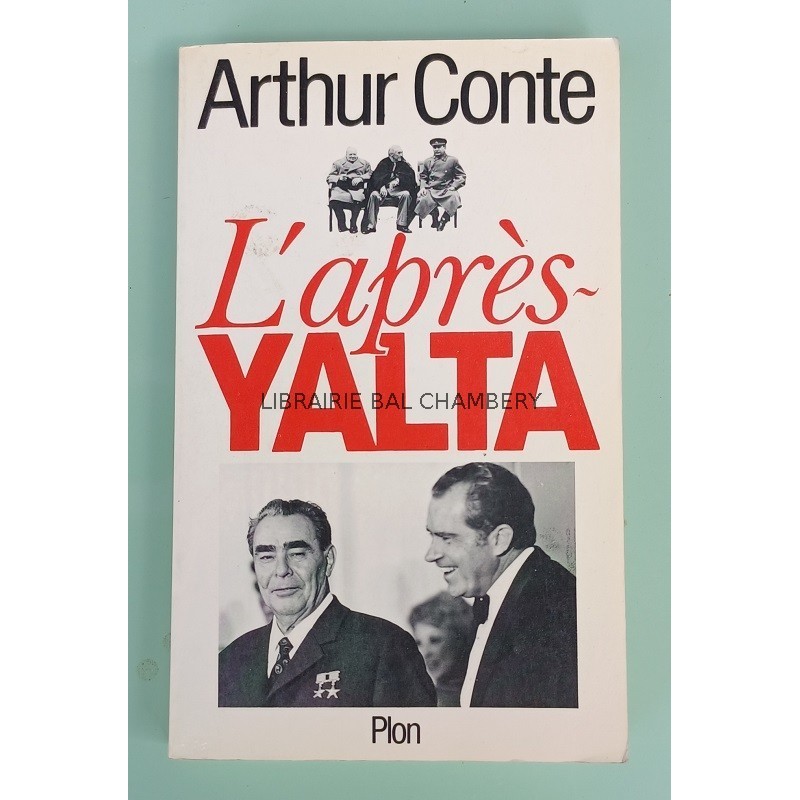 Arthur Conte
L'après-
YALTA
LIBRAIRIE BAL CHAMBERY
Plon